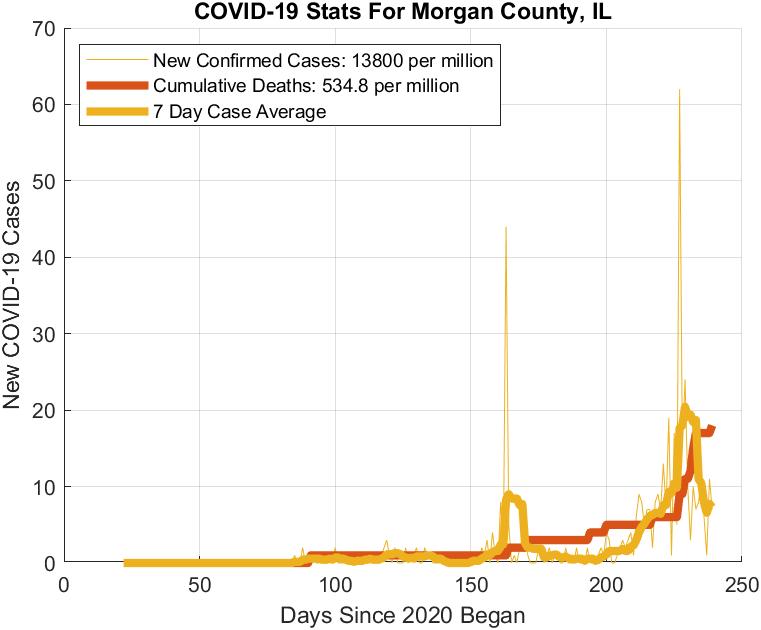 COVID-19 Stats For Morgan County, IL
New Confirmed Cases: 13800 per million
Cumulative Deaths: 534.8 per million
7 Day Case Average
New COVID-19 Cases
70
60
50
40
30
20
10
0
0 50 100 150 200 250
Days Since 2020 Began